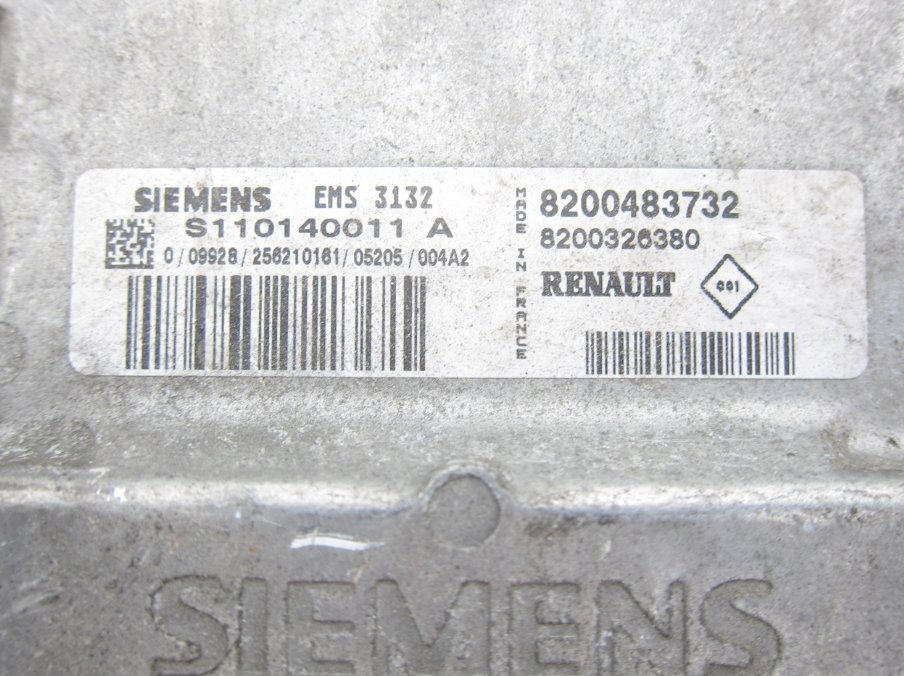 SIEMENS EMS 3132
S110140011 A
0 / 09928 / 256210161 / 05205 / 004A2
MADE IN FRANCE
8200483732
8200326380
RENAULT
SIEMENS